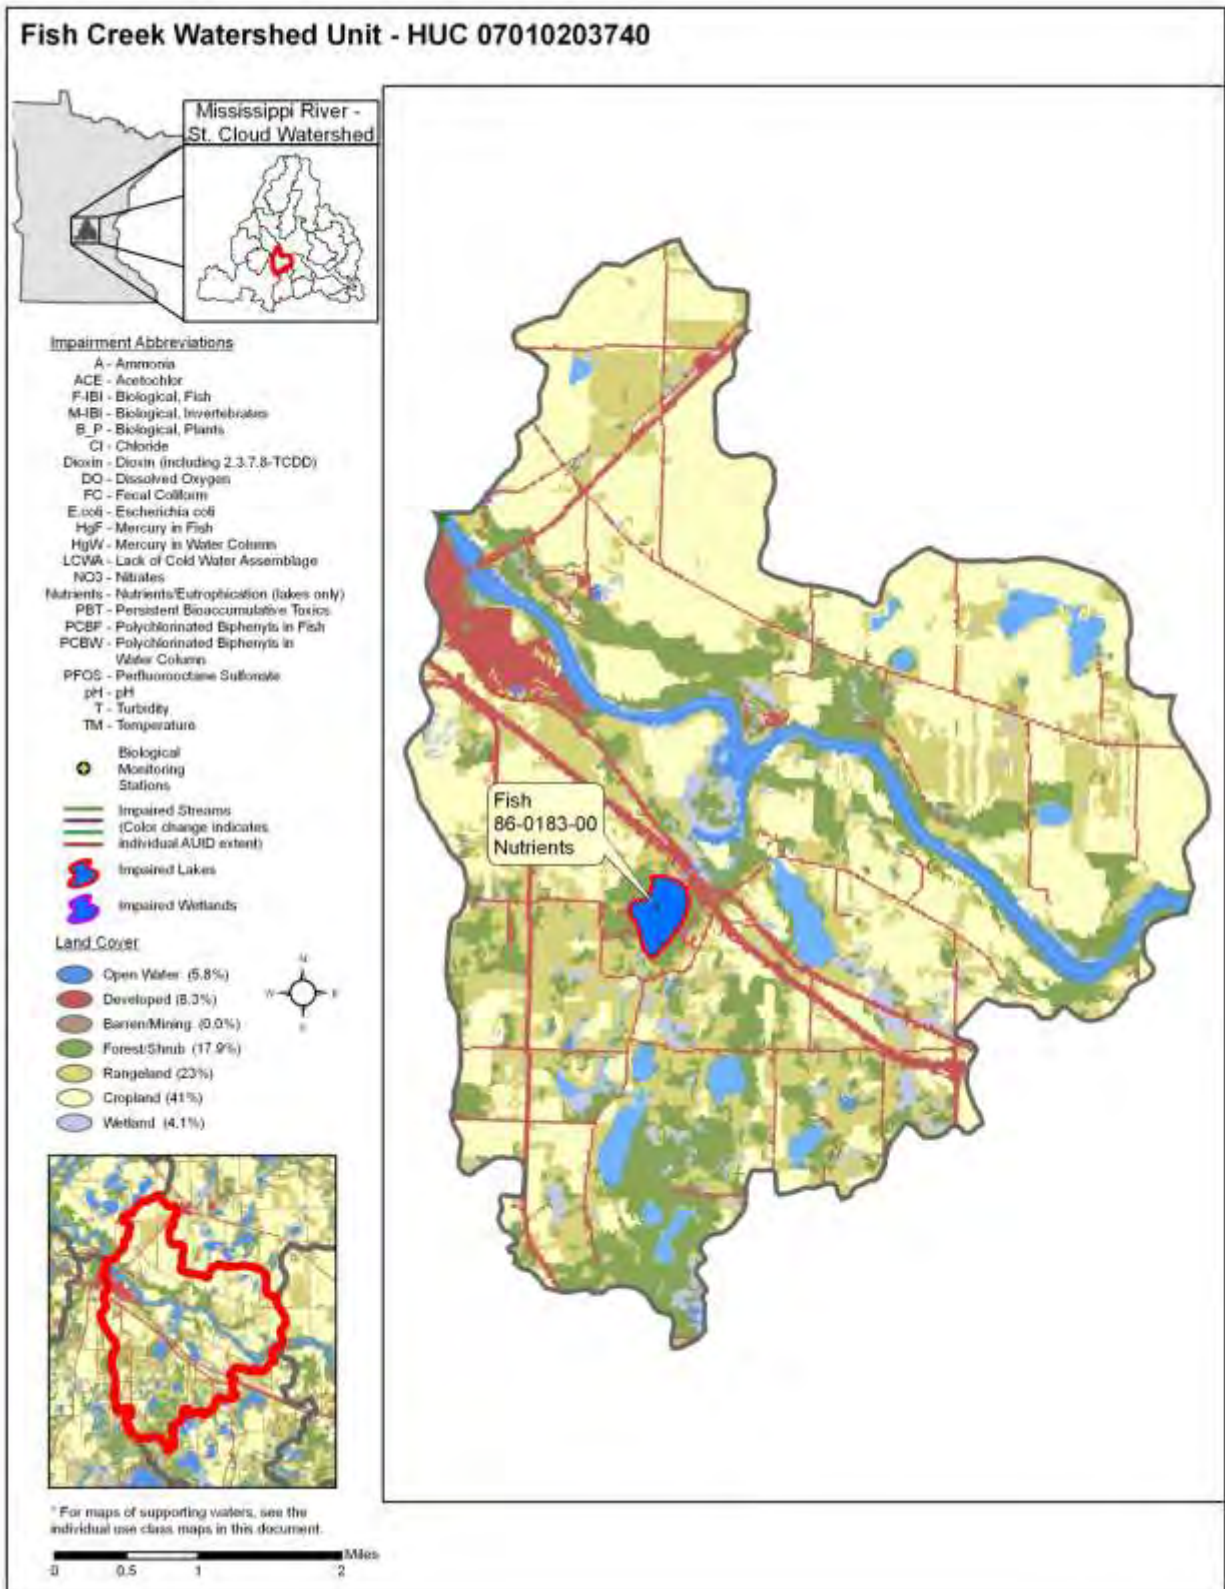 Fish Creek Watershed Unit - HUC 07010203740
Mississippi River -
St. Cloud Watershed
Impairment Abbreviations
A - Ammonia
ACE - Acetochlor
F-IBI - Biological, Fish
M-IBI - Biological, Invertebrates
B_P - Biological, Plants
Cl - Chloride
Dioxin - Dioxin (including 2.3.7.8-TCDD)
DO - Dissolved Oxygen
FC - Fecal Coliform
E.coli - Escherichia coli
HgF - Mercury in Fish
HgW - Mercury in Water Column
LCWA - Lack of Cold Water Assemblage
NO3 - Nitrates
Nutrients - Nutrients/Eutrophication (lakes only)
PBT - Persistent Bioaccumulative Toxics
PCBF - Polychlorinated Biphenyls in Fish
PCBW - Polychlorinated Biphenyls in
Water Column
PFOS - Perfluorooctane Sulfonate
pH - pH
T - Turbidity
TM - Temperature
Biological
Monitoring
Stations
Impaired Streams
(Color change indicates
individual AUID extent)
Impaired Lakes
Impaired Wetlands
Land Cover
Open Water (5.8%)
Developed (8.3%)
Barren/Mining (0.0%)
Forest/Shrub (17.9%)
Rangeland (23%)
Cropland (41%)
Wetland (4.1%)
N
W
E
S
Fish
86-0183-00
Nutrients
* For maps of supporting waters, see the
individual use class maps in this document.
Miles
0 0.5 1 2